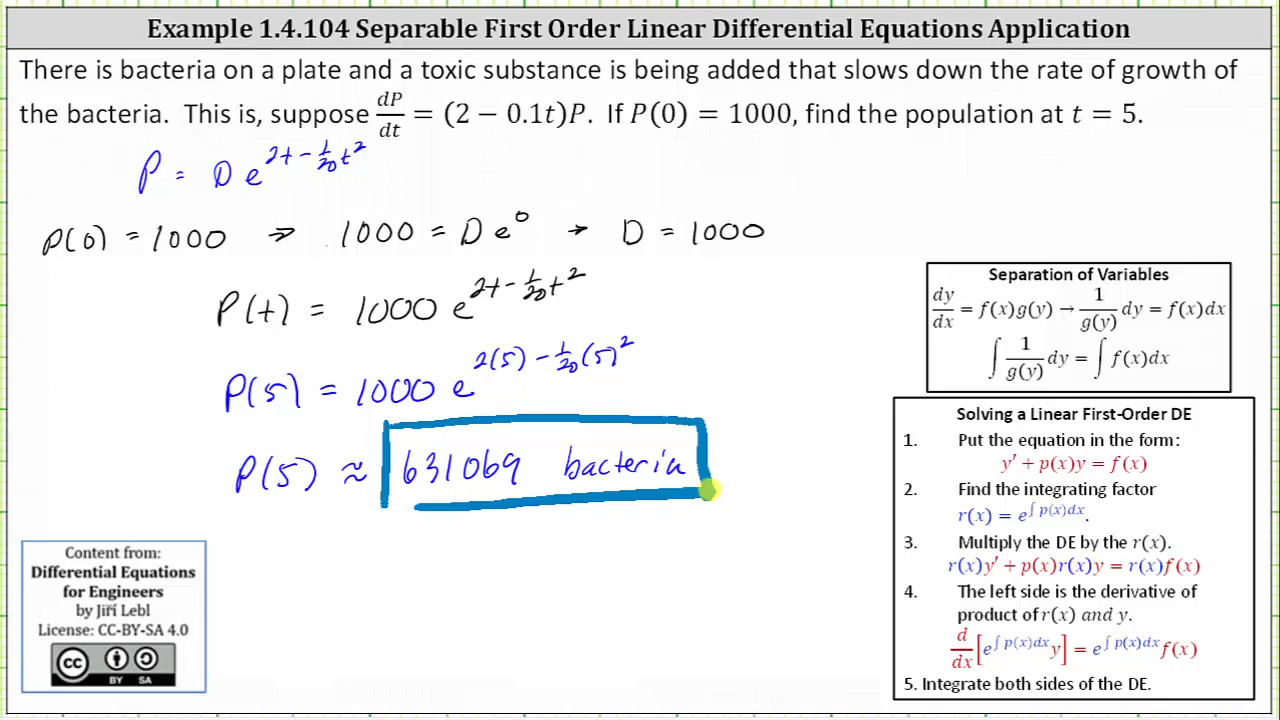 Example 1.4.104 Separable First Order Linear Differential Equations Application
There is bacteria on a plate and a toxic substance is being added that slows down the rate of growth of
the bacteria.  This is, suppose dP/dt = (2 − 0.1t)P.  If P(0) = 1000, find the population at t = 5.
P = D e^(2t − 1/20 t²)
P(0) = 1000 → 1000 = D e⁰ → D = 1000
P(t) = 1000 e^(2t − 1/20 t²)
P(5) = 1000 e^(2(5) − 1/20 (5)²)
P(5) ≈ 631069 bacteria
Separation of Variables
dy/dx = f(x)g(y) → 1/g(y) dy = f(x)dx
∫ 1/g(y) dy = ∫ f(x)dx
Solving a Linear First-Order DE
1. Put the equation in the form:
y′ + p(x)y = f(x)
2. Find the integrating factor
r(x) = e^(∫ p(x)dx).
3. Multiply the DE by the r(x).
r(x)y′ + p(x)r(x)y = r(x)f(x)
4. The left side is the derivative of
product of r(x) and y.
d/dx [e^(∫ p(x)dx) y] = e^(∫ p(x)dx) f(x)
5. Integrate both sides of the DE.
Content from:
Differential Equations
for Engineers
by Jiří Lebl
License: CC-BY-SA 4.0
cc
BY SA